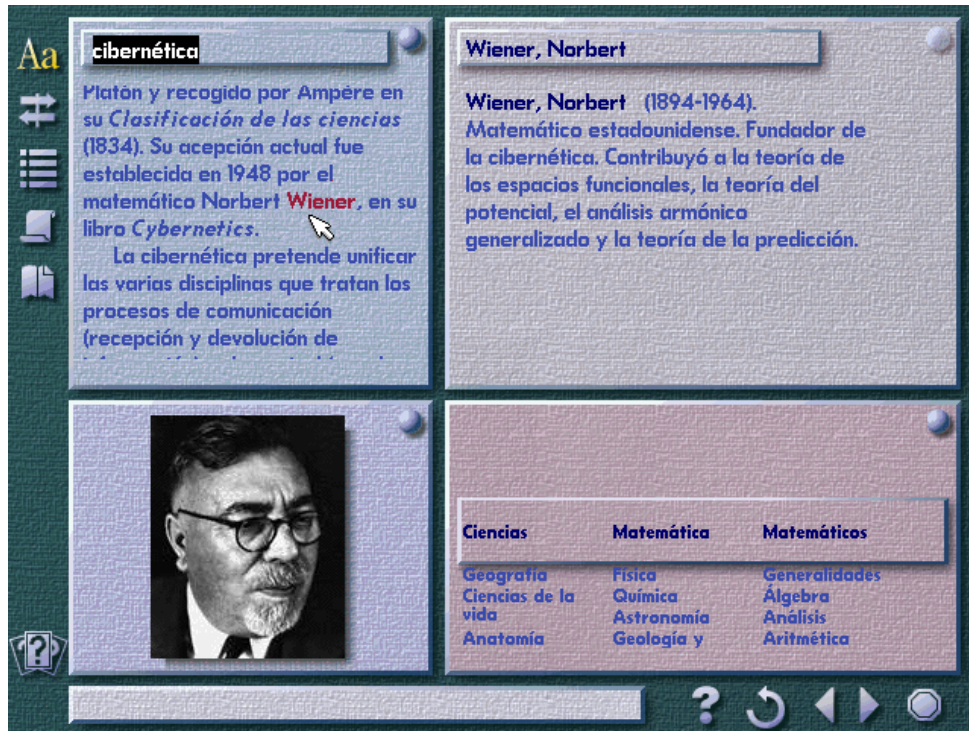 Aa
cibernética
Platón y recogido por Ampère en
su Clasificación de las ciencias
(1834). Su acepción actual fue
establecida en 1948 por el
matemático Norbert Wiener, en su
libro Cybernetics.
La cibernética pretende unificar
las varias disciplinas que tratan los
procesos de comunicación
(recepción y devolución de
Wiener, Norbert
Wiener, Norbert (1894-1964).
Matemático estadounidense. Fundador de
la cibernética. Contribuyó a la teoría de
los espacios funcionales, la teoría del
potencial, el análisis armónico
generalizado y la teoría de la predicción.
Ciencias Matemática Matemáticos
Geografía Física Generalidades
Ciencias de la Química Álgebra
vida Astronomía Análisis
Anatomía Geología y Aritmética
?
?